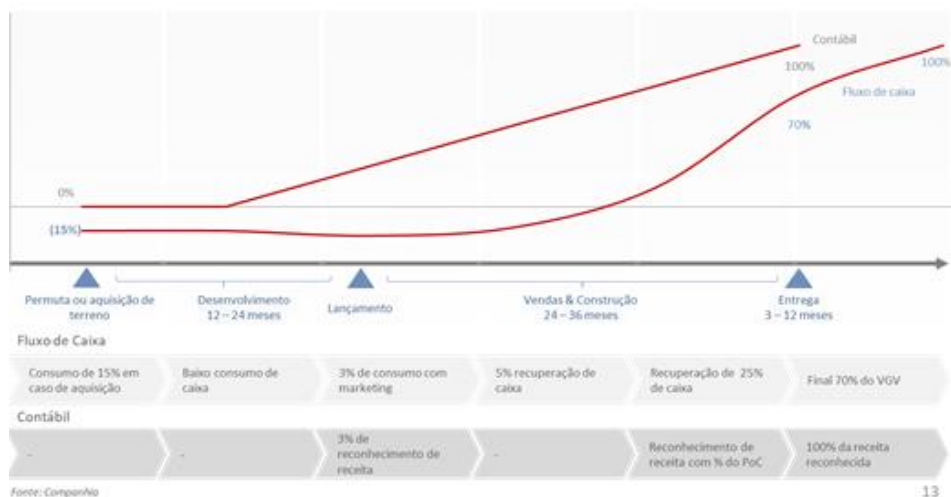 Contábil
100%
100%
Fluxo de caixa
70%
0%
(15%)
Permuta ou aquisição de
terreno
Desenvolvimento
12 – 24 meses
Lançamento
Vendas & Construção
24 – 36 meses
Entrega
3 – 12 meses
Fluxo de Caixa
Consumo de 15% em
caso de aquisição
Baixo consumo de
caixa
3% de consumo com
marketing
5% recuperação de
caixa
Recuperação de 25%
de caixa
Final 70% do VGV
Contábil
-
-
3% de
reconhecimento de
receita
-
Reconhecimento de
receita com % do PoC
100% da receita
reconhecida
Fonte: Companhia
13